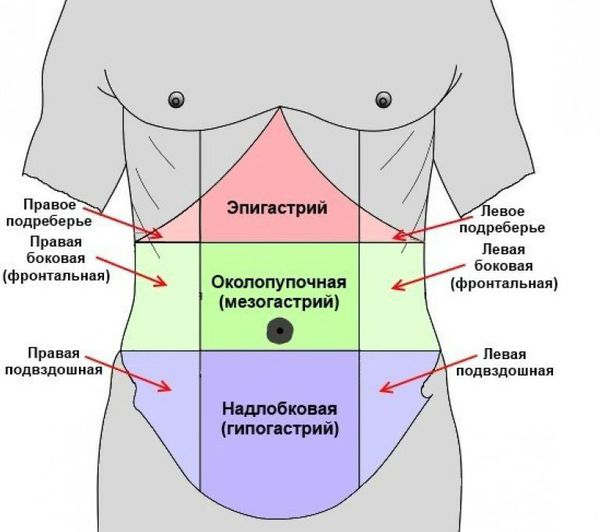 Эпигастрий
Правое
подреберье
Левое
подреберье
Правая
боковая
(фронтальная)
Околопупочная
(мезогастрий)
Левая
боковая
(фронтальная)
Правая
подвздошная
Надлобковая
(гипогастрий)
Левая
подвздошная